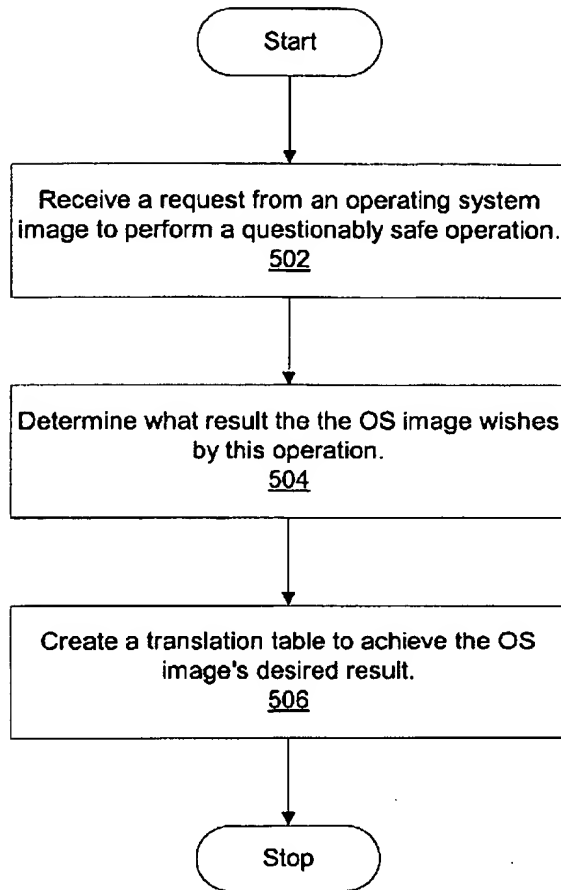 Start
Receive a request from an operating system
image to perform a questionably safe operation.
502
Determine what result the the OS image wishes
by this operation.
504
Create a translation table to achieve the OS
image's desired result.
506
Stop